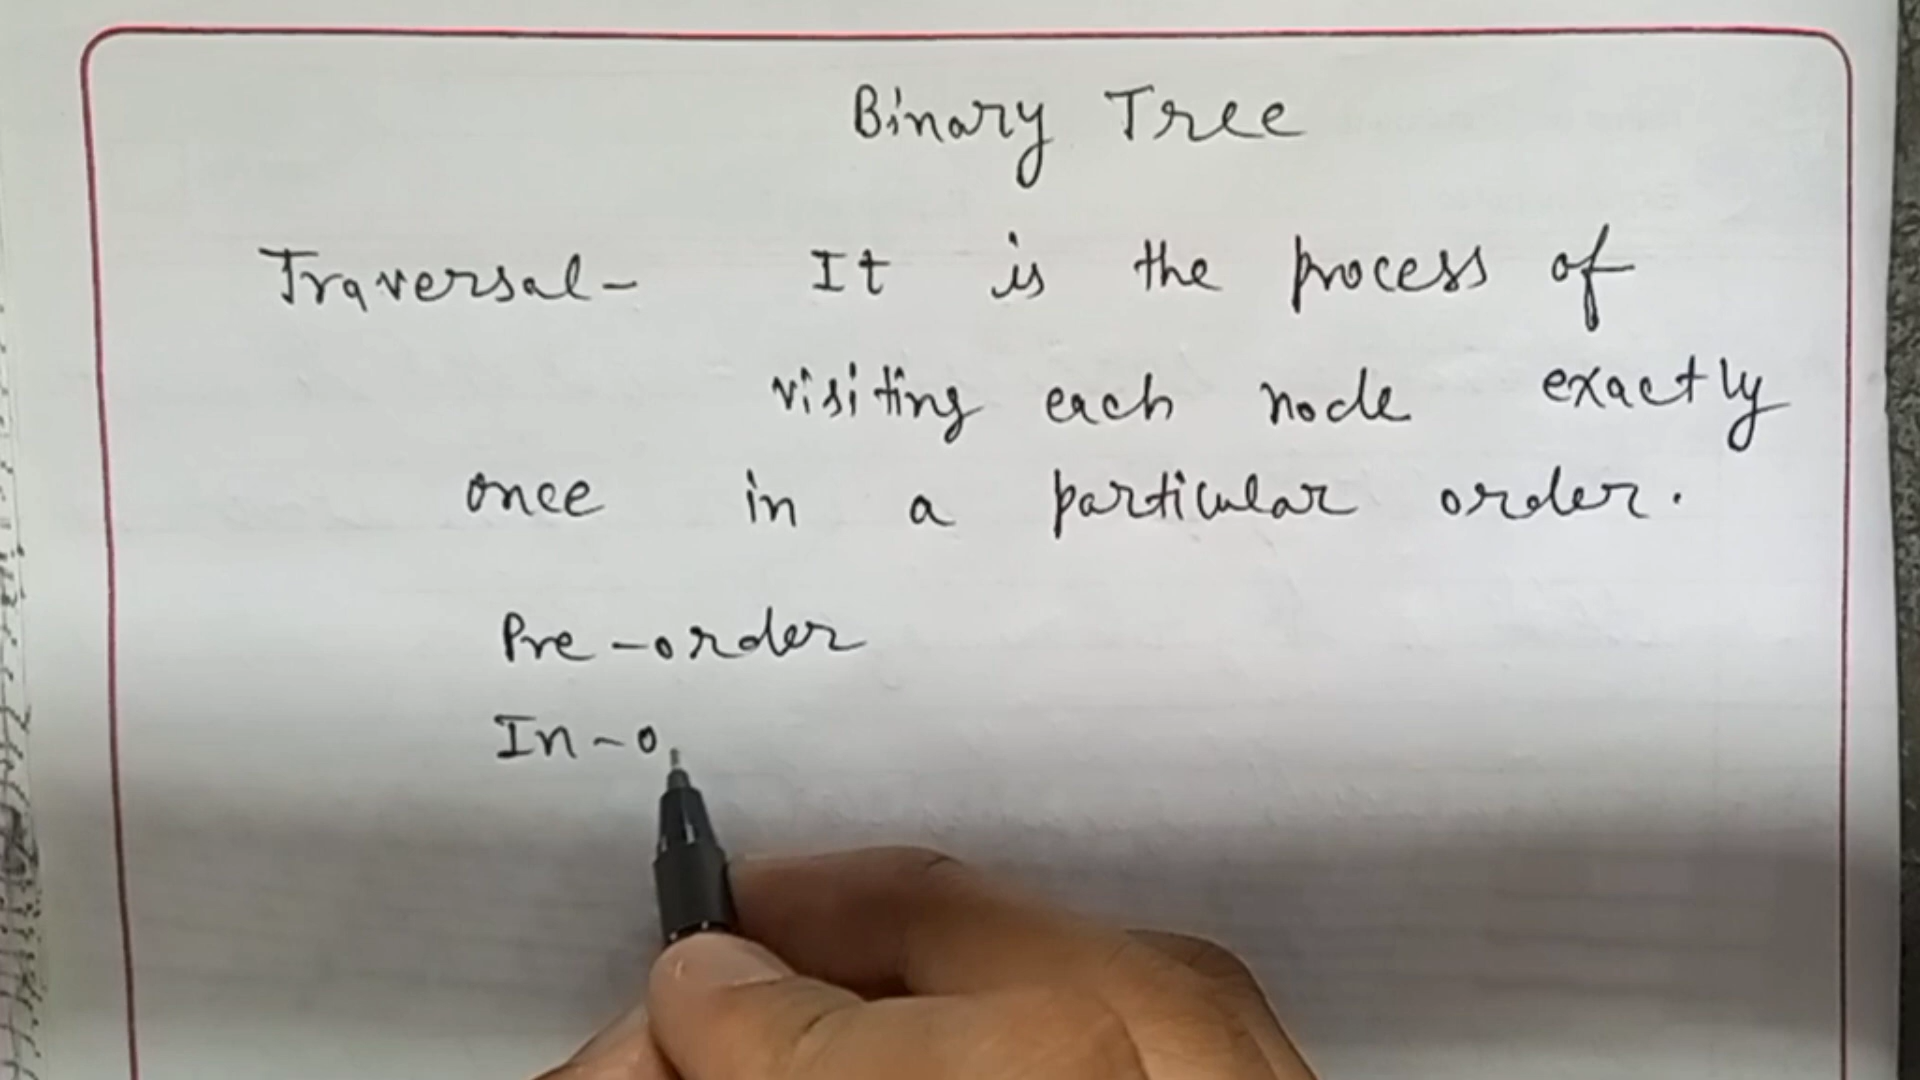 Binary Tree
Traversal- It is the process of
visiting each node exactly
once in a particular order.
Pre-order
In-o